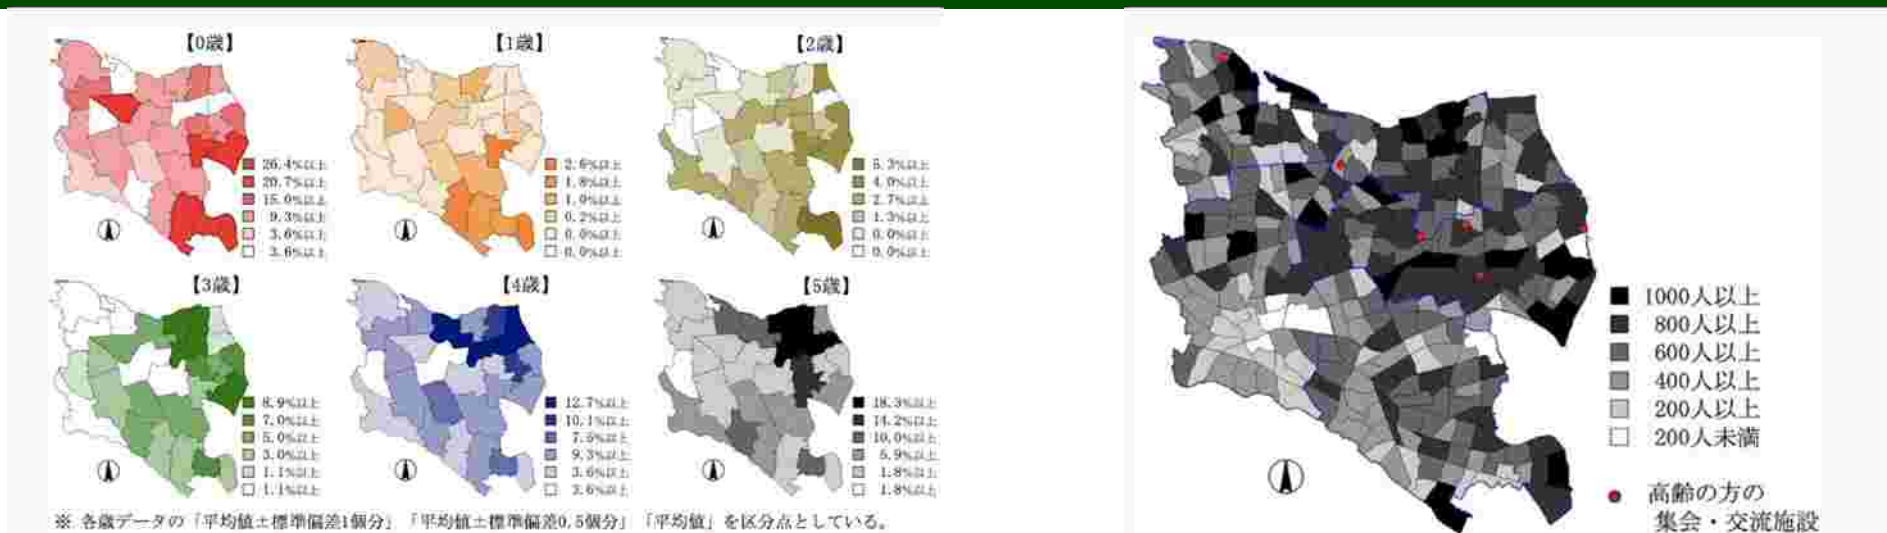 【0歳】
26.4%以上
20.7%以上
15.0%以上
9.3%以上
3.6%以上
3.6%以上
【1歳】
2.6%以上
1.8%以上
1.0%以上
0.2%以上
0.0%以上
0.0%以上
【2歳】
5.3%以上
4.0%以上
2.7%以上
1.3%以上
0.0%以上
0.0%以上
【3歳】
8.9%以上
7.0%以上
5.0%以上
3.0%以上
1.1%以上
1.1%以上
【4歳】
12.7%以上
10.1%以上
7.5%以上
9.3%以上
3.6%以上
3.6%以上
【5歳】
18.3%以上
14.2%以上
10.0%以上
5.9%以上
1.8%以上
1.8%以上
※ 各歳データの「平均値±標準偏差1個分」「平均値±標準偏差0.5個分」「平均値」を区分点としている。
1000人以上
800人以上
600人以上
400人以上
200人以上
200人未満
高齢の方の
集会・交流施設